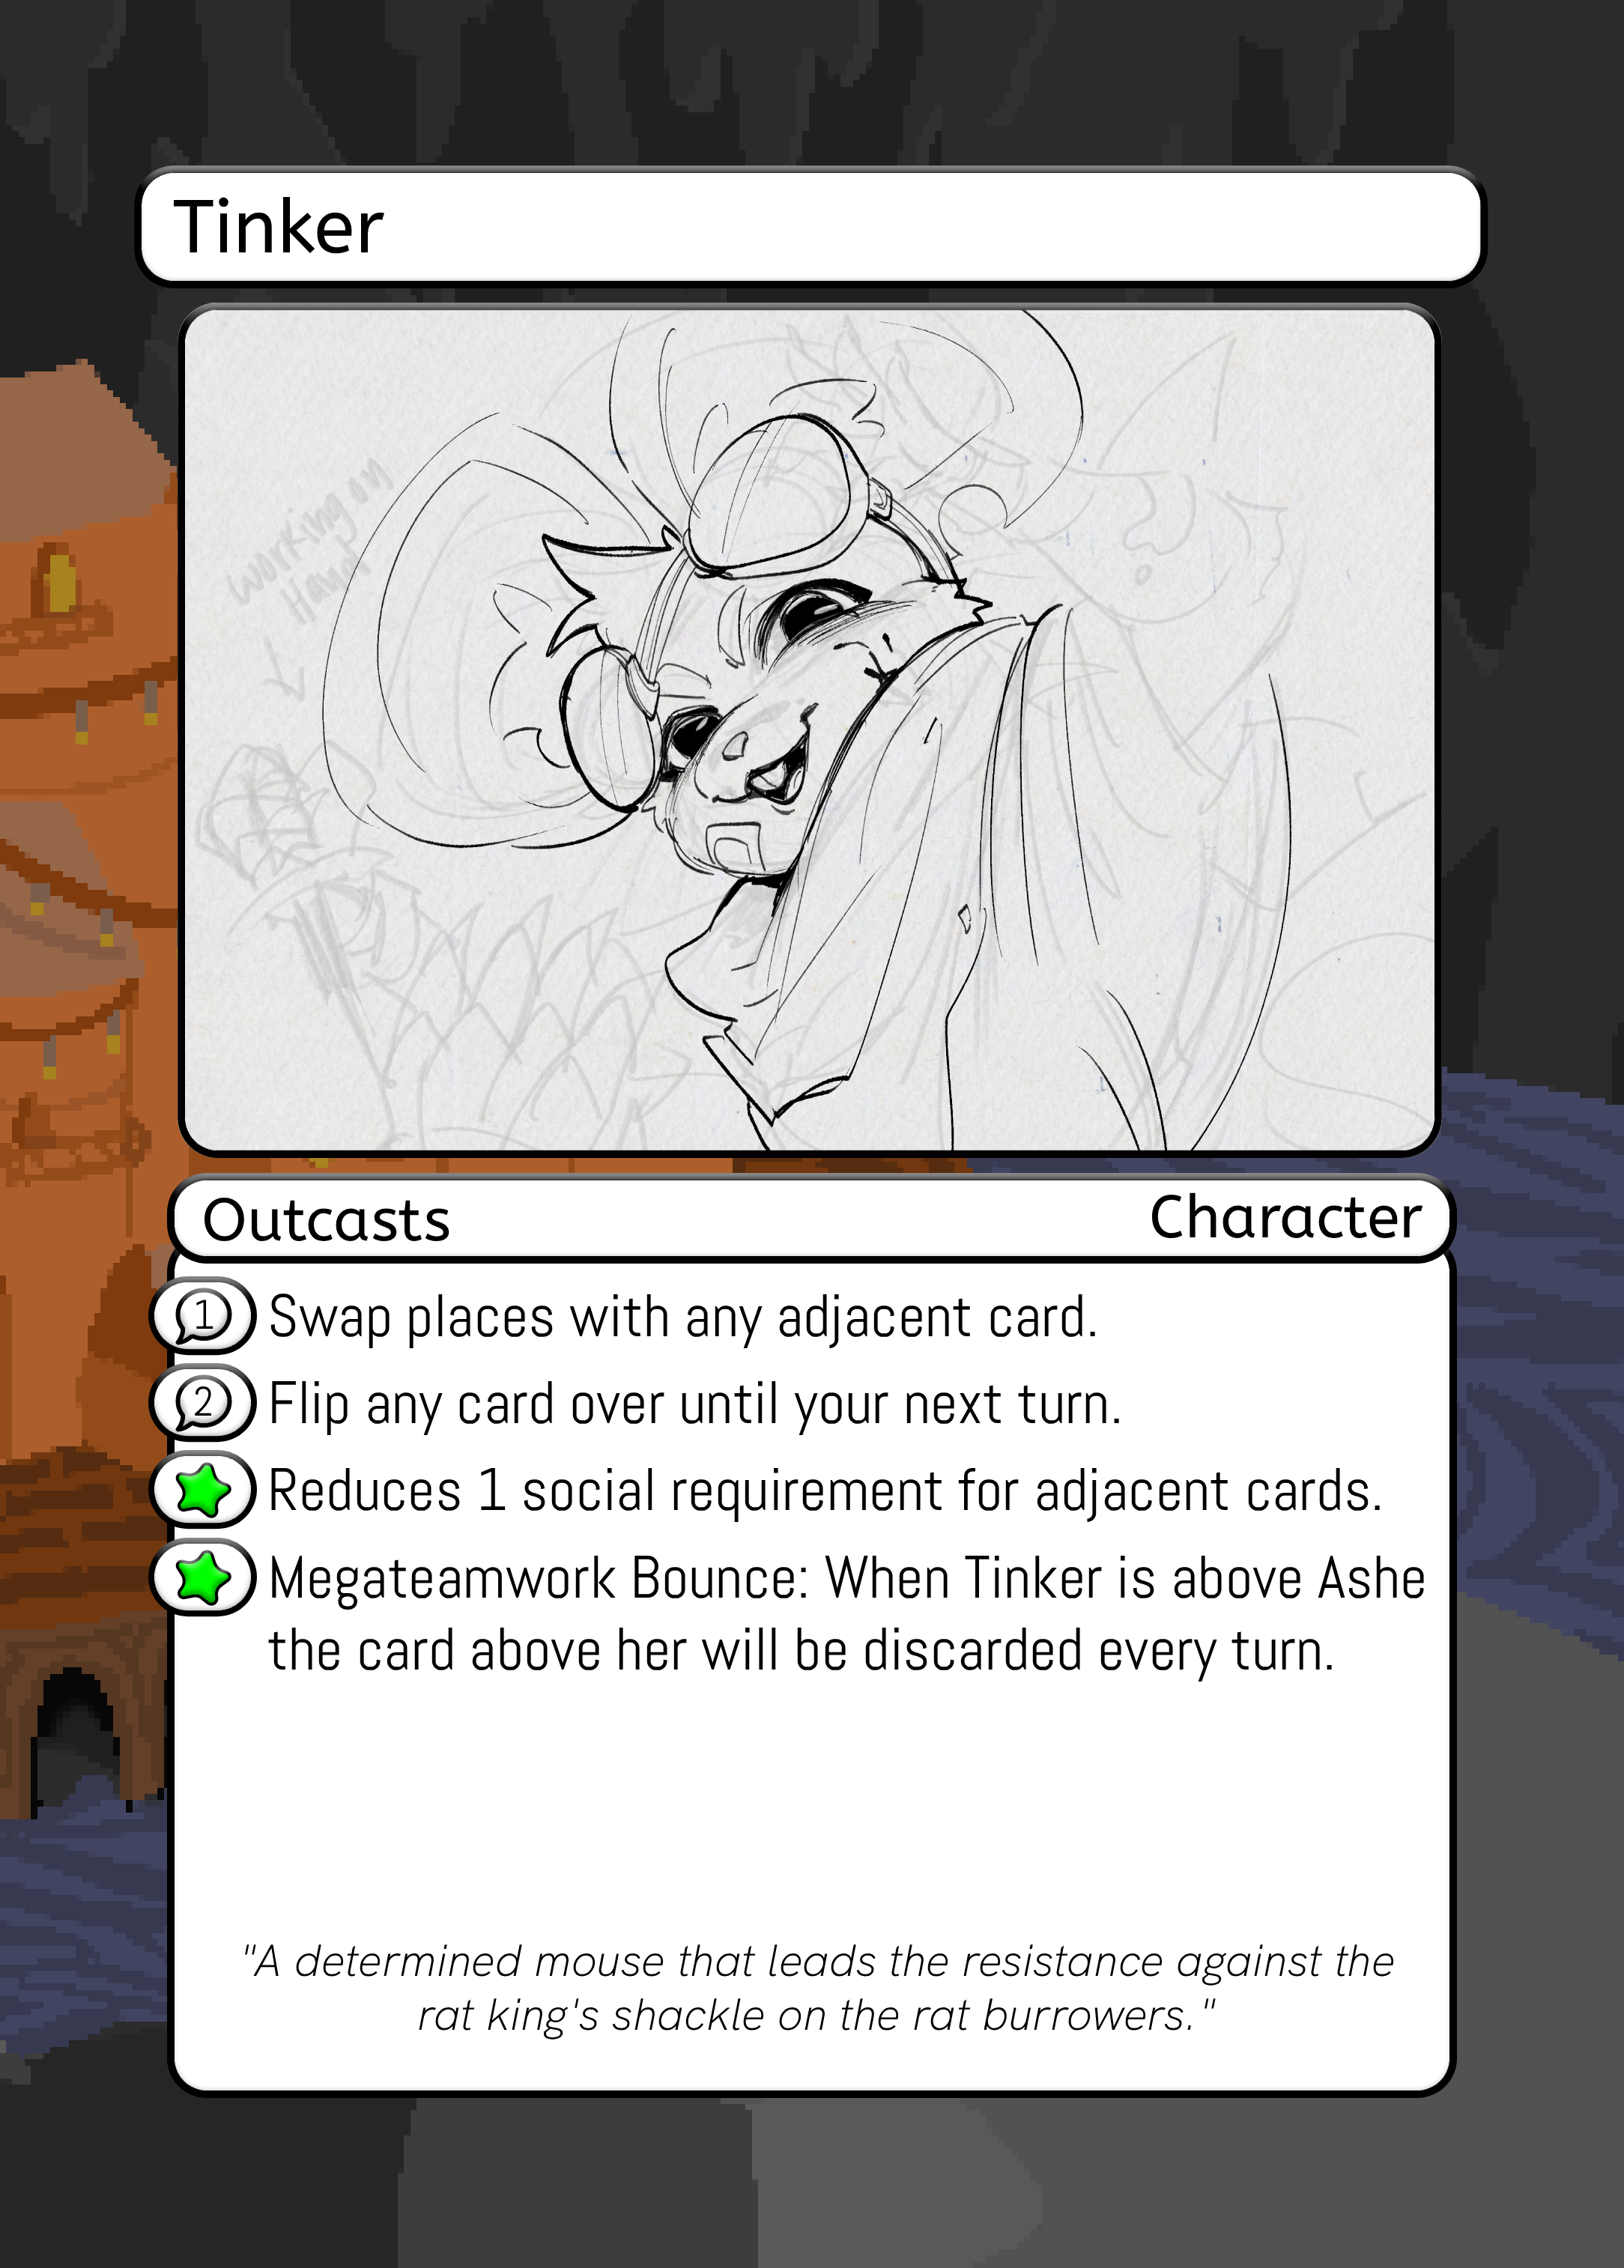 Tinker
working on
Hand
Outcasts
Character
1 Swap places with any adjacent card.
2 Flip any card over until your next turn.
Reduces 1 social requirement for adjacent cards.
Megateamwork Bounce: When Tinker is above Ashe
the card above her will be discarded every turn.
"A determined mouse that leads the resistance against the
rat king's shackle on the rat burrowers."